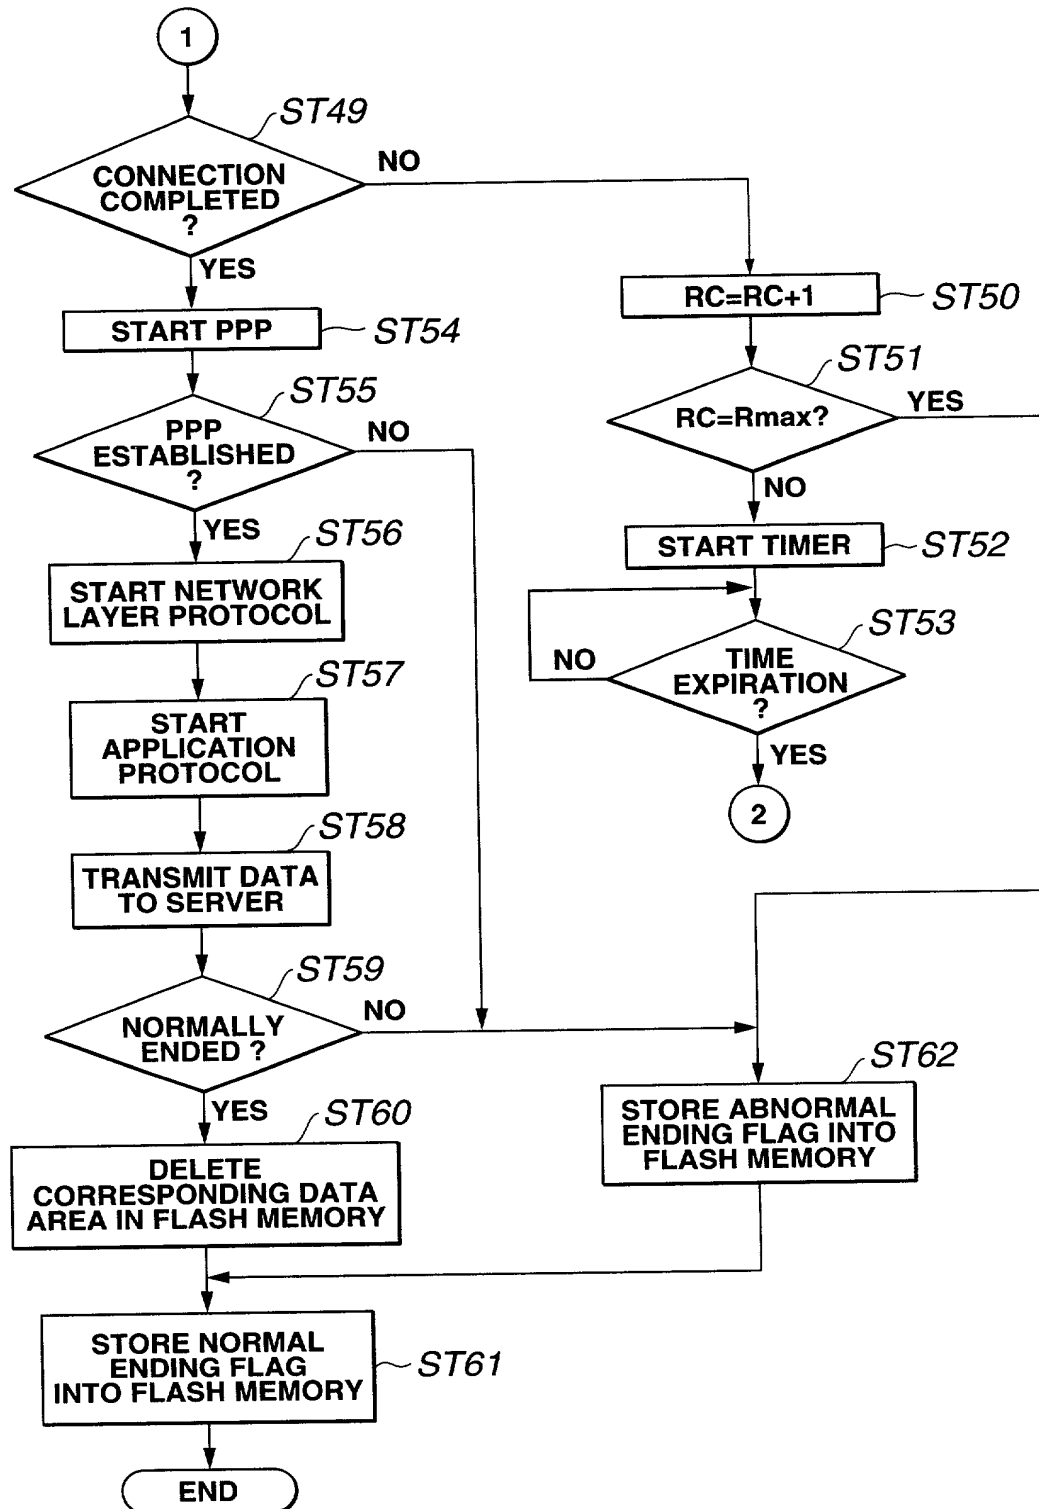 1
ST49
CONNECTION
COMPLETED
?
NO
YES
START PPP
ST54
ST55
PPP
ESTABLISHED
?
NO
YES
ST56
START NETWORK
LAYER PROTOCOL
ST57
START
APPLICATION
PROTOCOL
ST58
TRANSMIT DATA
TO SERVER
ST59
NORMALLY
ENDED ?
NO
YES
ST60
DELETE
CORRESPONDING DATA
AREA IN FLASH MEMORY
STORE NORMAL
ENDING FLAG
INTO FLASH MEMORY
ST61
END
RC=RC+1
ST50
ST51
RC=Rmax?
YES
NO
START TIMER
ST52
ST53
TIME
EXPIRATION
?
NO
YES
2
ST62
STORE ABNORMAL
ENDING FLAG INTO
FLASH MEMORY